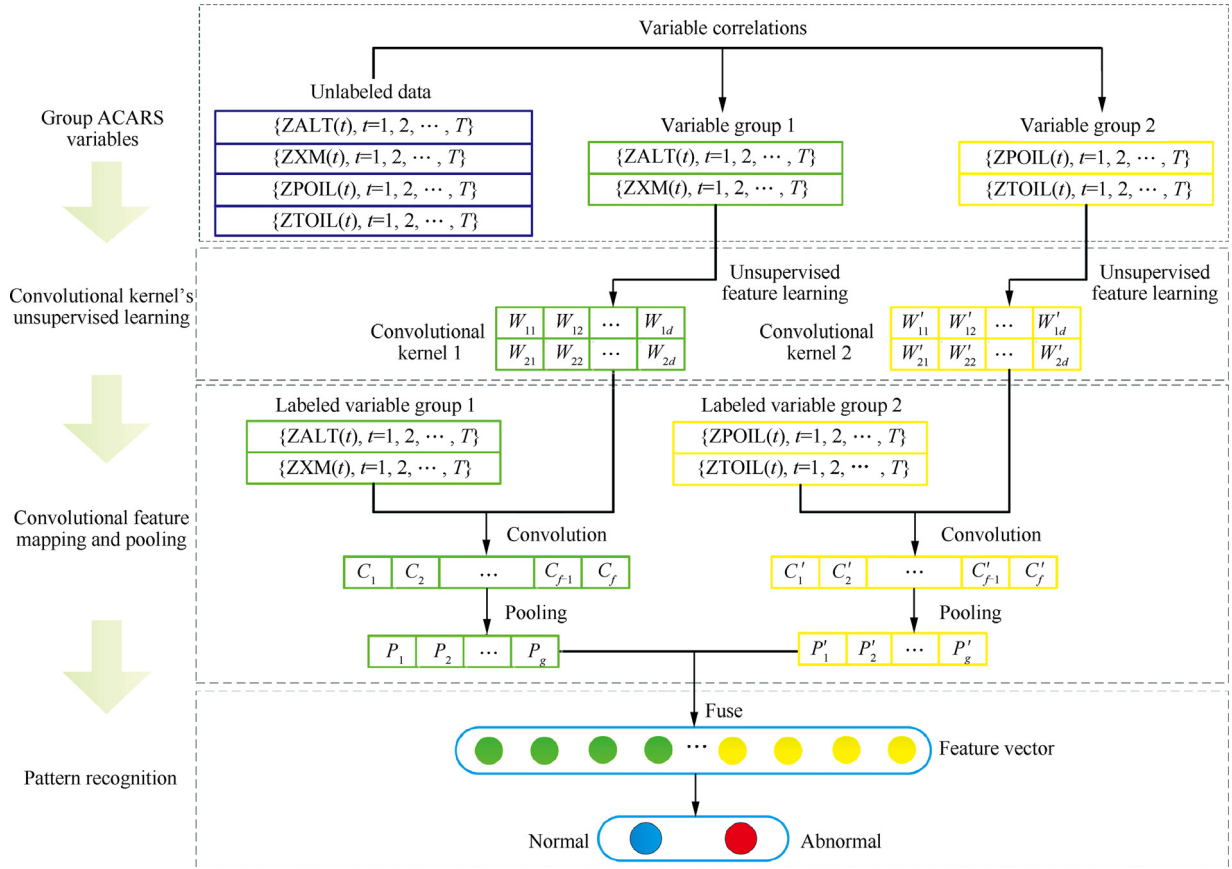 Variable correlations
Unlabeled data
Group ACARS
variables
{ZALT(t), t=1, 2, ⋯ , T}
{ZXM(t), t=1, 2, ⋯ , T}
{ZPOIL(t), t=1, 2, ⋯ , T}
{ZTOIL(t), t=1, 2, ⋯ , T}
Variable group 1
{ZALT(t), t=1, 2, ⋯ , T}
{ZXM(t), t=1, 2, ⋯ , T}
Variable group 2
{ZPOIL(t), t=1, 2, ⋯ , T}
{ZTOIL(t), t=1, 2, ⋯ , T}
Convolutional kernel's
unsupervised learning
Unsupervised
feature learning
Convolutional
kernel 1
W₁₁ W₁₂ ⋯ W₁d
W₂₁ W₂₂ ⋯ W₂d
Unsupervised
feature learning
Convolutional
kernel 2
W′₁₁ W′₁₂ ⋯ W′₁d
W′₂₁ W′₂₂ ⋯ W′₂d
Convolutional feature
mapping and pooling
Labeled variable group 1
{ZALT(t), t=1, 2, ⋯ , T}
{ZXM(t), t=1, 2, ⋯ , T}
Convolution
C₁ C₂ ⋯ Cf-1 Cf
Pooling
P₁ P₂ ⋯ Pg
Labeled variable group 2
{ZPOIL(t), t=1, 2, ⋯ , T}
{ZTOIL(t), t=1, 2, ⋯ , T}
Convolution
C′₁ C′₂ ⋯ C′f-1 C′f
Pooling
P′₁ P′₂ ⋯ P′g
Pattern recognition
Fuse
⋯
Feature vector
Normal
Abnormal